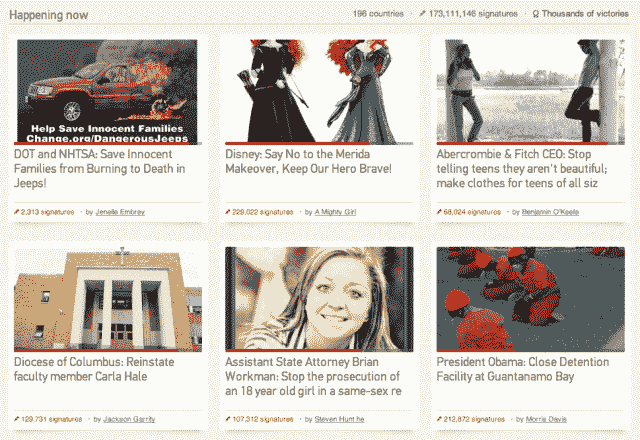 Happening now
196 countries · 173,111,146 signatures · Thousands of victories
Help Save Innocent Families
Change.org/DangerousJeeps
DOT and NHTSA: Save Innocent
Families from Burning to Death in
Jeeps!
2,313 signatures · by Jenelle Embrey
Disney: Say No to the Merida
Makeover, Keep Our Hero Brave!
229,022 signatures · by A Mighty Girl
Abercrombie & Fitch CEO: Stop
telling teens they aren't beautiful;
make clothes for teens of all siz
68,024 signatures · by Benjamin O'Keefe
Diocese of Columbus: Reinstate
faculty member Carla Hale
128,731 signatures · by Jackson Garrity
Assistant State Attorney Brian
Workman: Stop the prosecution of
an 18 year old girl in a same-sex re
107,312 signatures · by Steven Hunt he
President Obama: Close Detention
Facility at Guantanamo Bay
212,872 signatures · by Morris Davis